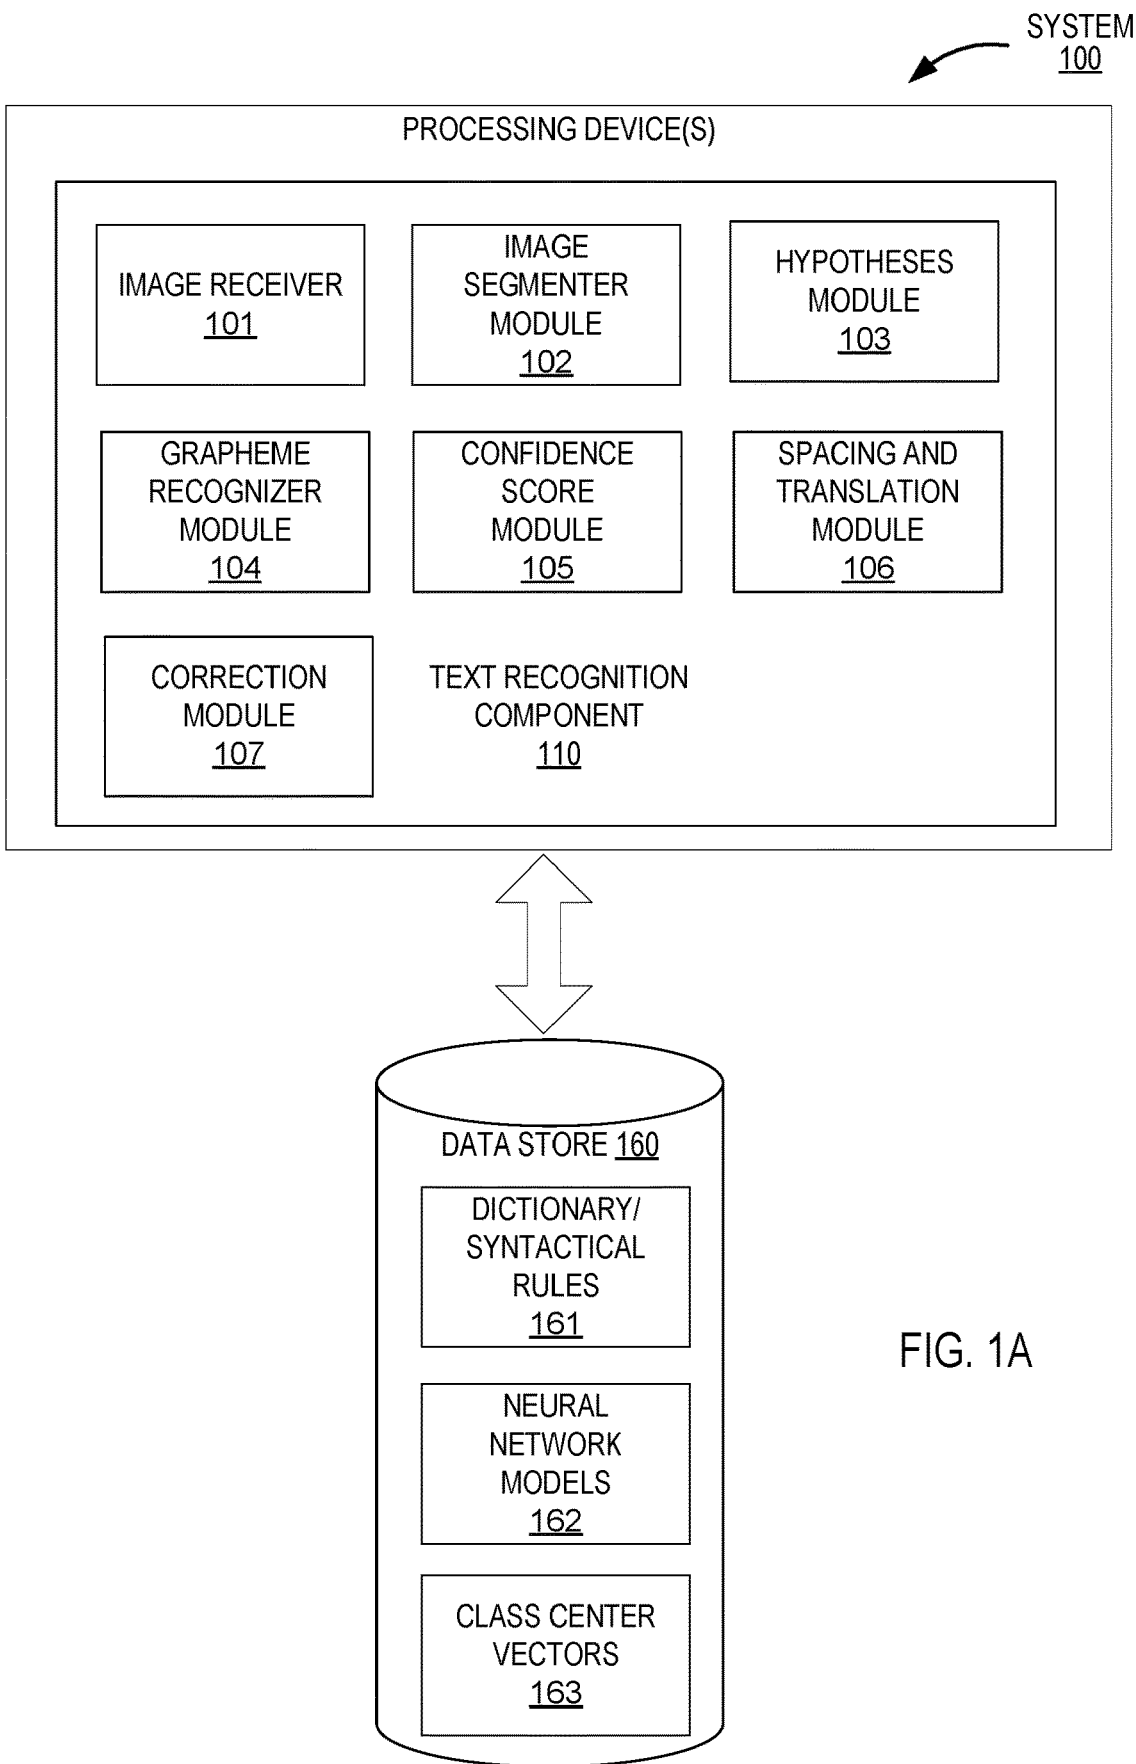 SYSTEM
100
PROCESSING DEVICE(S)
IMAGE RECEIVER
101
IMAGE
SEGMENTER
MODULE
102
HYPOTHESES
MODULE
103
GRAPHEME
RECOGNIZER
MODULE
104
CONFIDENCE
SCORE
MODULE
105
SPACING AND
TRANSLATION
MODULE
106
CORRECTION
MODULE
107
TEXT RECOGNITION
COMPONENT
110
DATA STORE 160
DICTIONARY/
SYNTACTICAL
RULES
161
NEURAL
NETWORK
MODELS
162
CLASS CENTER
VECTORS
163
FIG. 1A